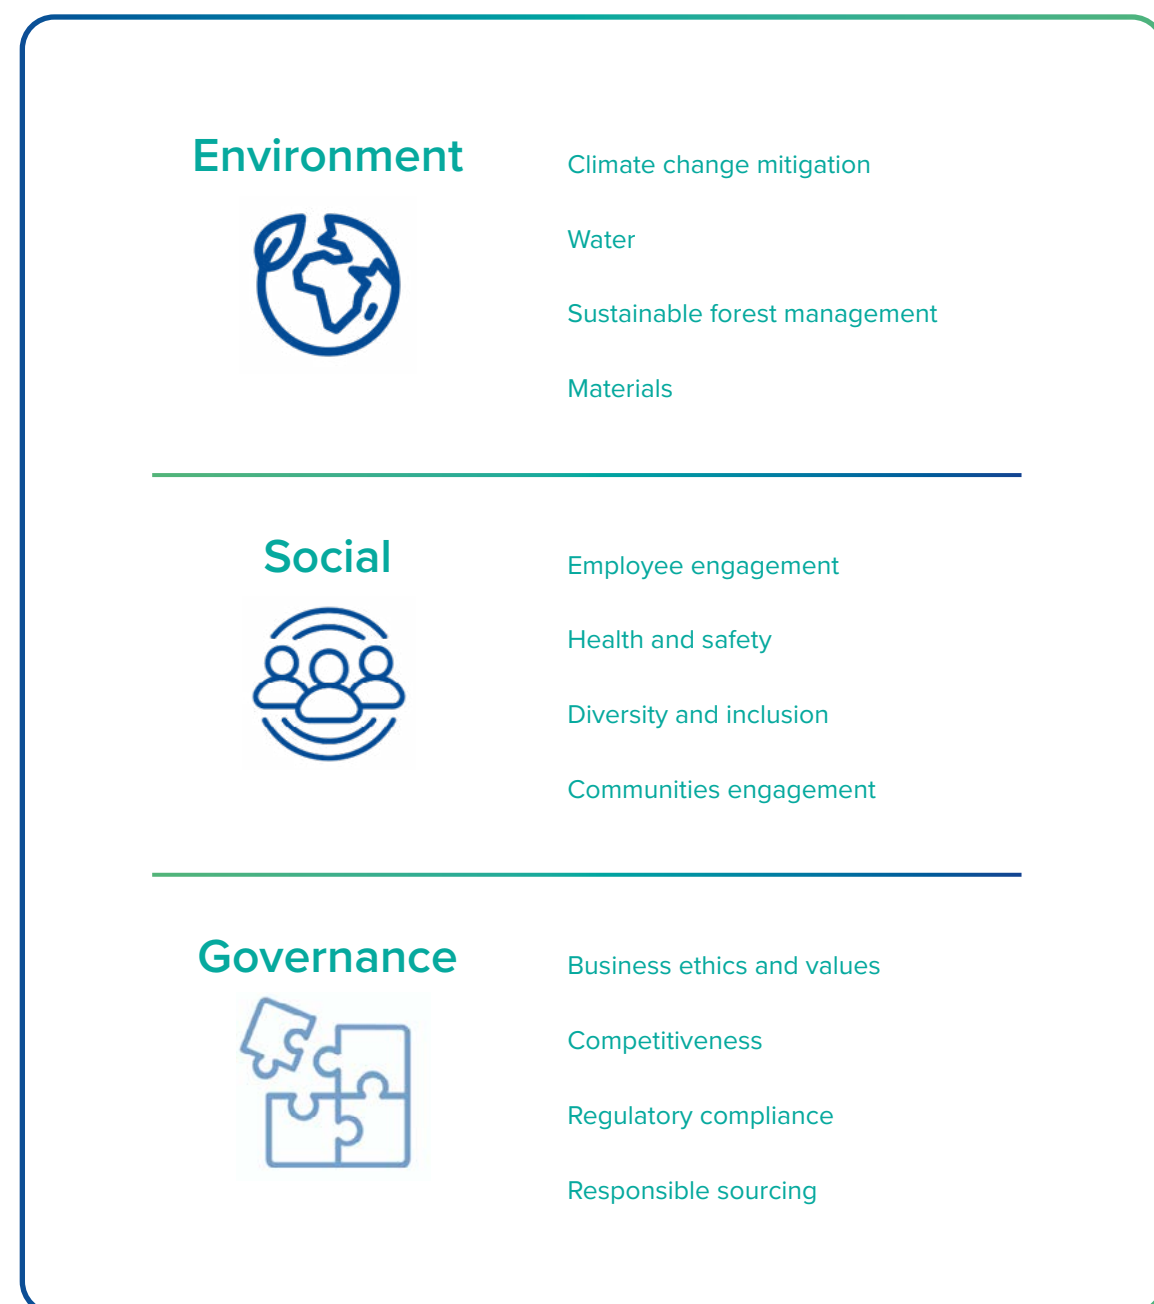 Environment
Climate change mitigation
Water
Sustainable forest management
Materials
Social
Employee engagement
Health and safety
Diversity and inclusion
Communities engagement
Governance
Business ethics and values
Competitiveness
Regulatory compliance
Responsible sourcing